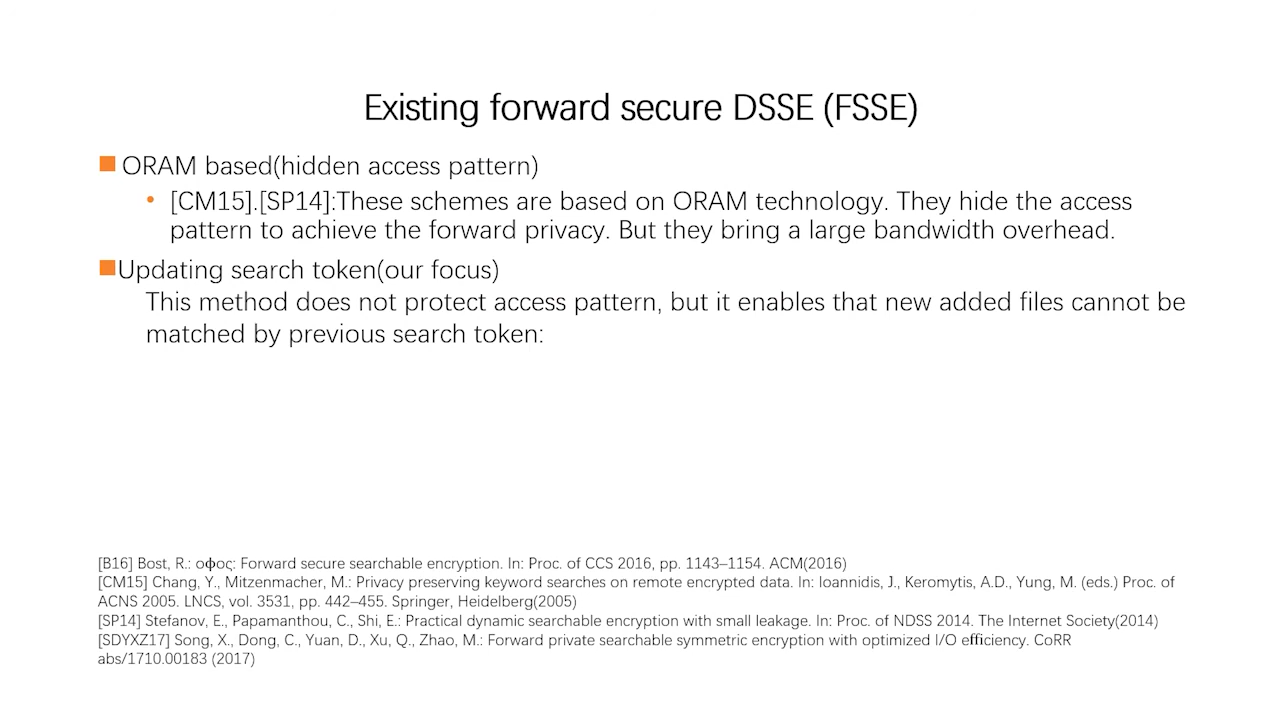 Existing forward secure DSSE (FSSE)
ORAM based(hidden access pattern)
• [CM15].[SP14]:These schemes are based on ORAM technology. They hide the access
pattern to achieve the forward privacy. But they bring a large bandwidth overhead.
Updating search token(our focus)
This method does not protect access pattern, but it enables that new added files cannot be
matched by previous search token:
[B16] Bost, R.: οφος: Forward secure searchable encryption. In: Proc. of CCS 2016, pp. 1143–1154. ACM(2016)
[CM15] Chang, Y., Mitzenmacher, M.: Privacy preserving keyword searches on remote encrypted data. In: Ioannidis, J., Keromytis, A.D., Yung, M. (eds.) Proc. of
ACNS 2005. LNCS, vol. 3531, pp. 442–455. Springer, Heidelberg(2005)
[SP14] Stefanov, E., Papamanthou, C., Shi, E.: Practical dynamic searchable encryption with small leakage. In: Proc. of NDSS 2014. The Internet Society(2014)
[SDYXZ17] Song, X., Dong, C., Yuan, D., Xu, Q., Zhao, M.: Forward private searchable symmetric encryption with optimized I/O efficiency. CoRR
abs/1710.00183 (2017)